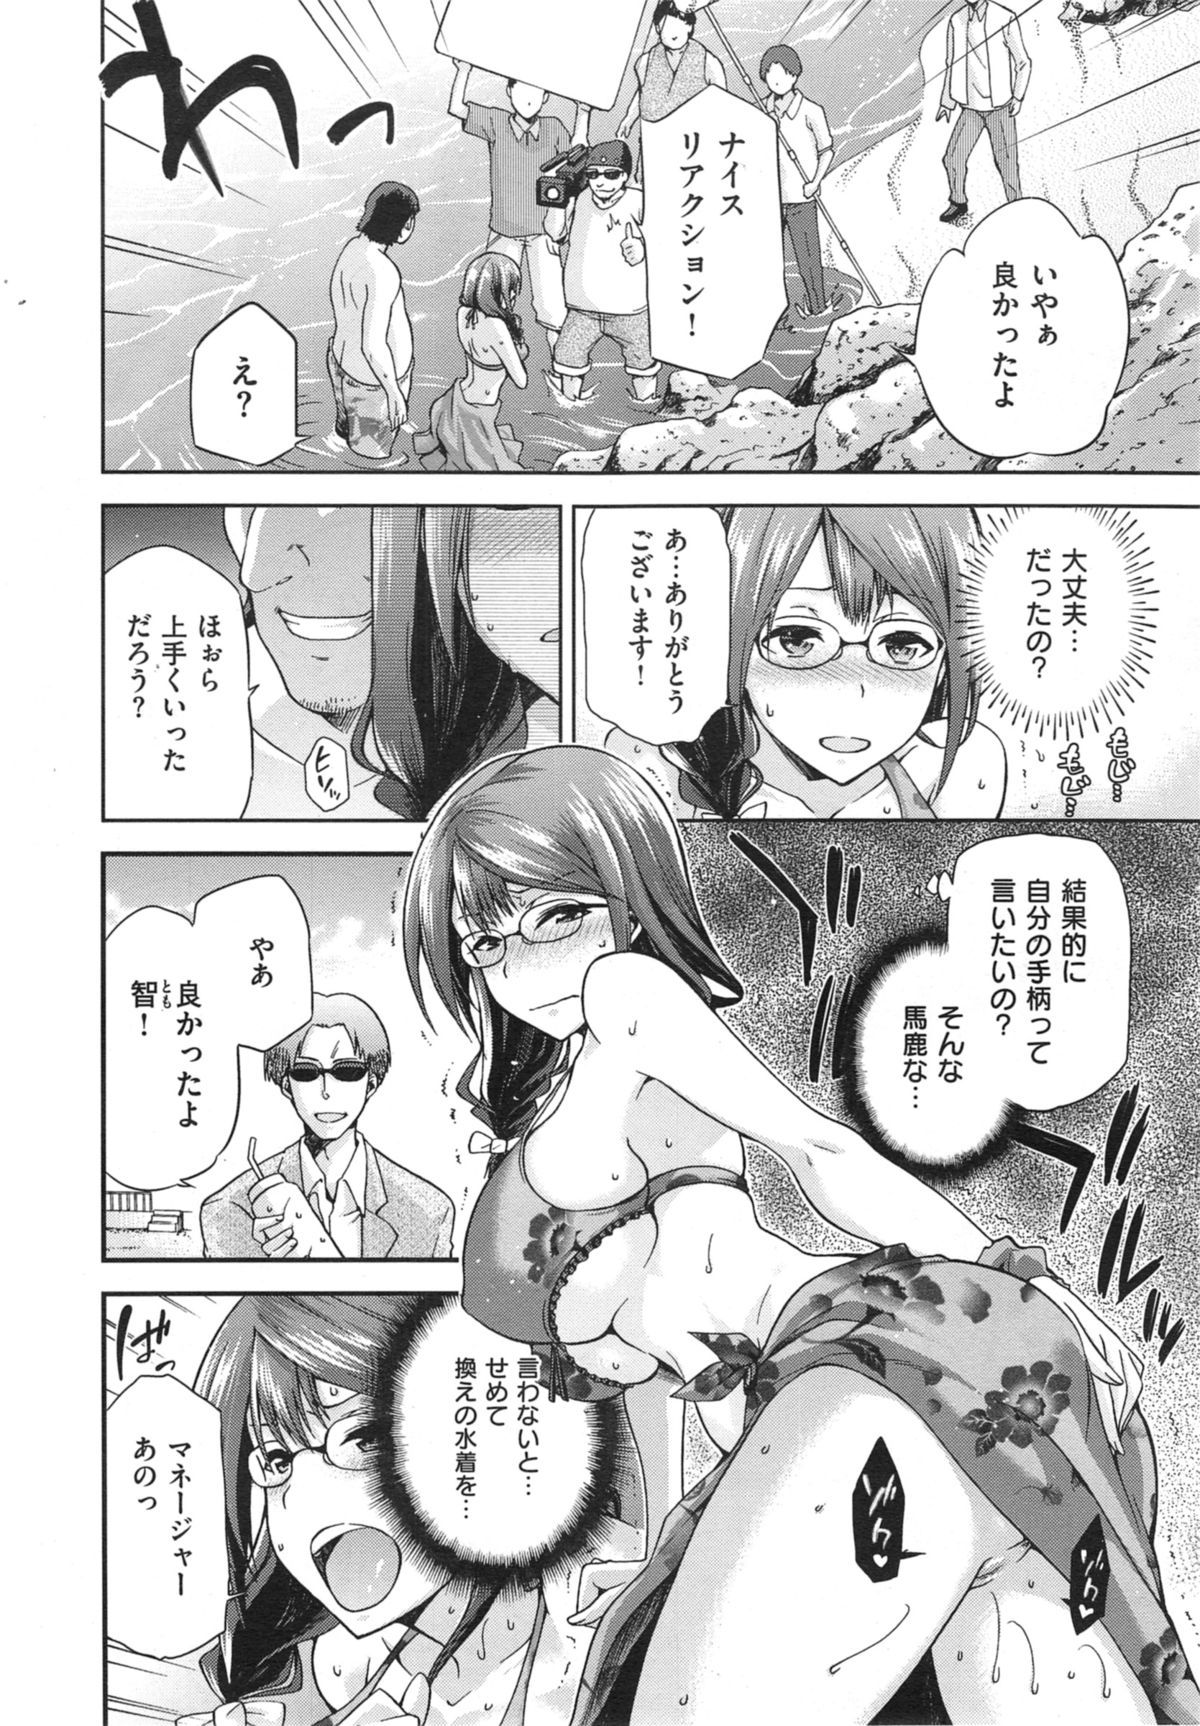 わっ
いやぁ
良かったよ
ナイス
リアクション！
え？
大丈夫…
だったの？
もじ…
もじ…
あ…ありがとう
ございます！
ほぉら
上手くいった
だろう？
結果的に
自分の手柄って
言いたいの？
そんな
馬鹿な…
やあ
良かったよ
智！
とも
言わないと…
せめて
換えの水着を…
ゾク♡
ゾク♡
ばっ
マネージャー
あのっ